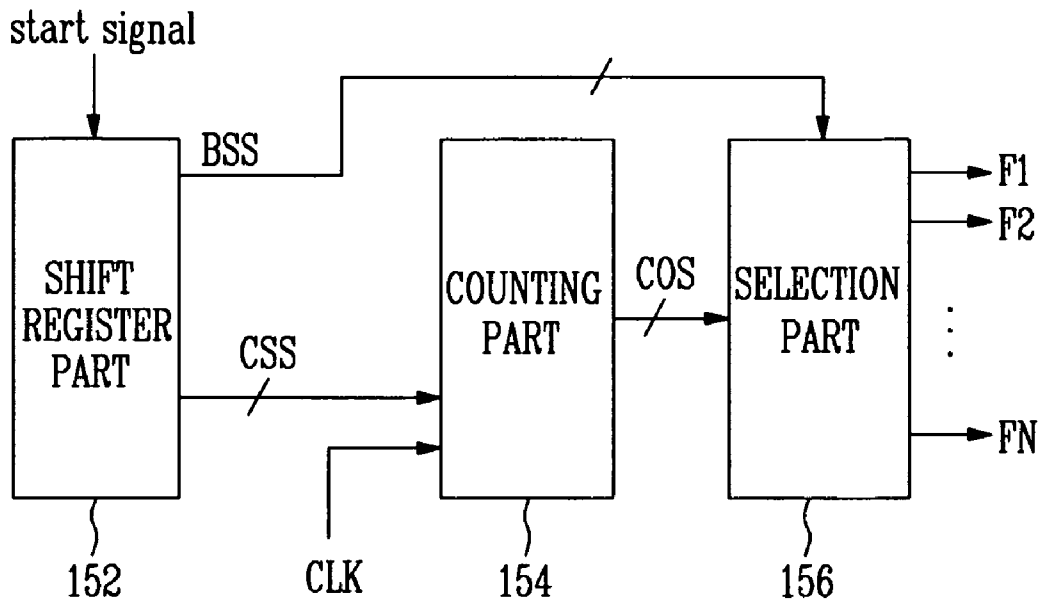 start signal
BSS
F1
F2
SHIFT
REGISTER
PART
COUNTING
PART
COS
SELECTION
PART
CSS
FN
CLK
152
154
156